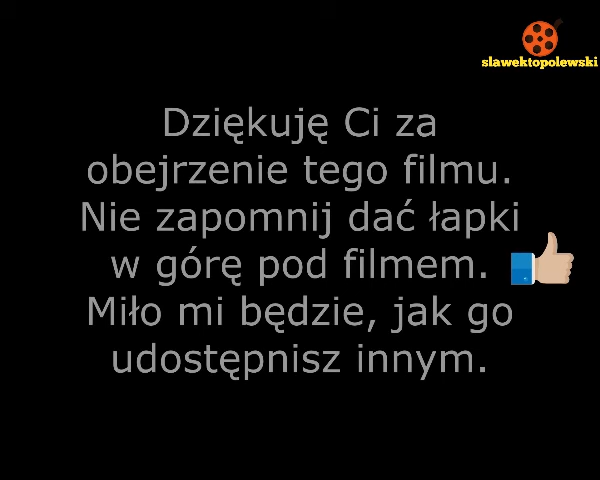 slawektopolewski
Dziękuję Ci za
obejrzenie tego filmu.
Nie zapomnij dać łapki
w górę pod filmem.
Miło mi będzie, jak go
udostępnisz innym.